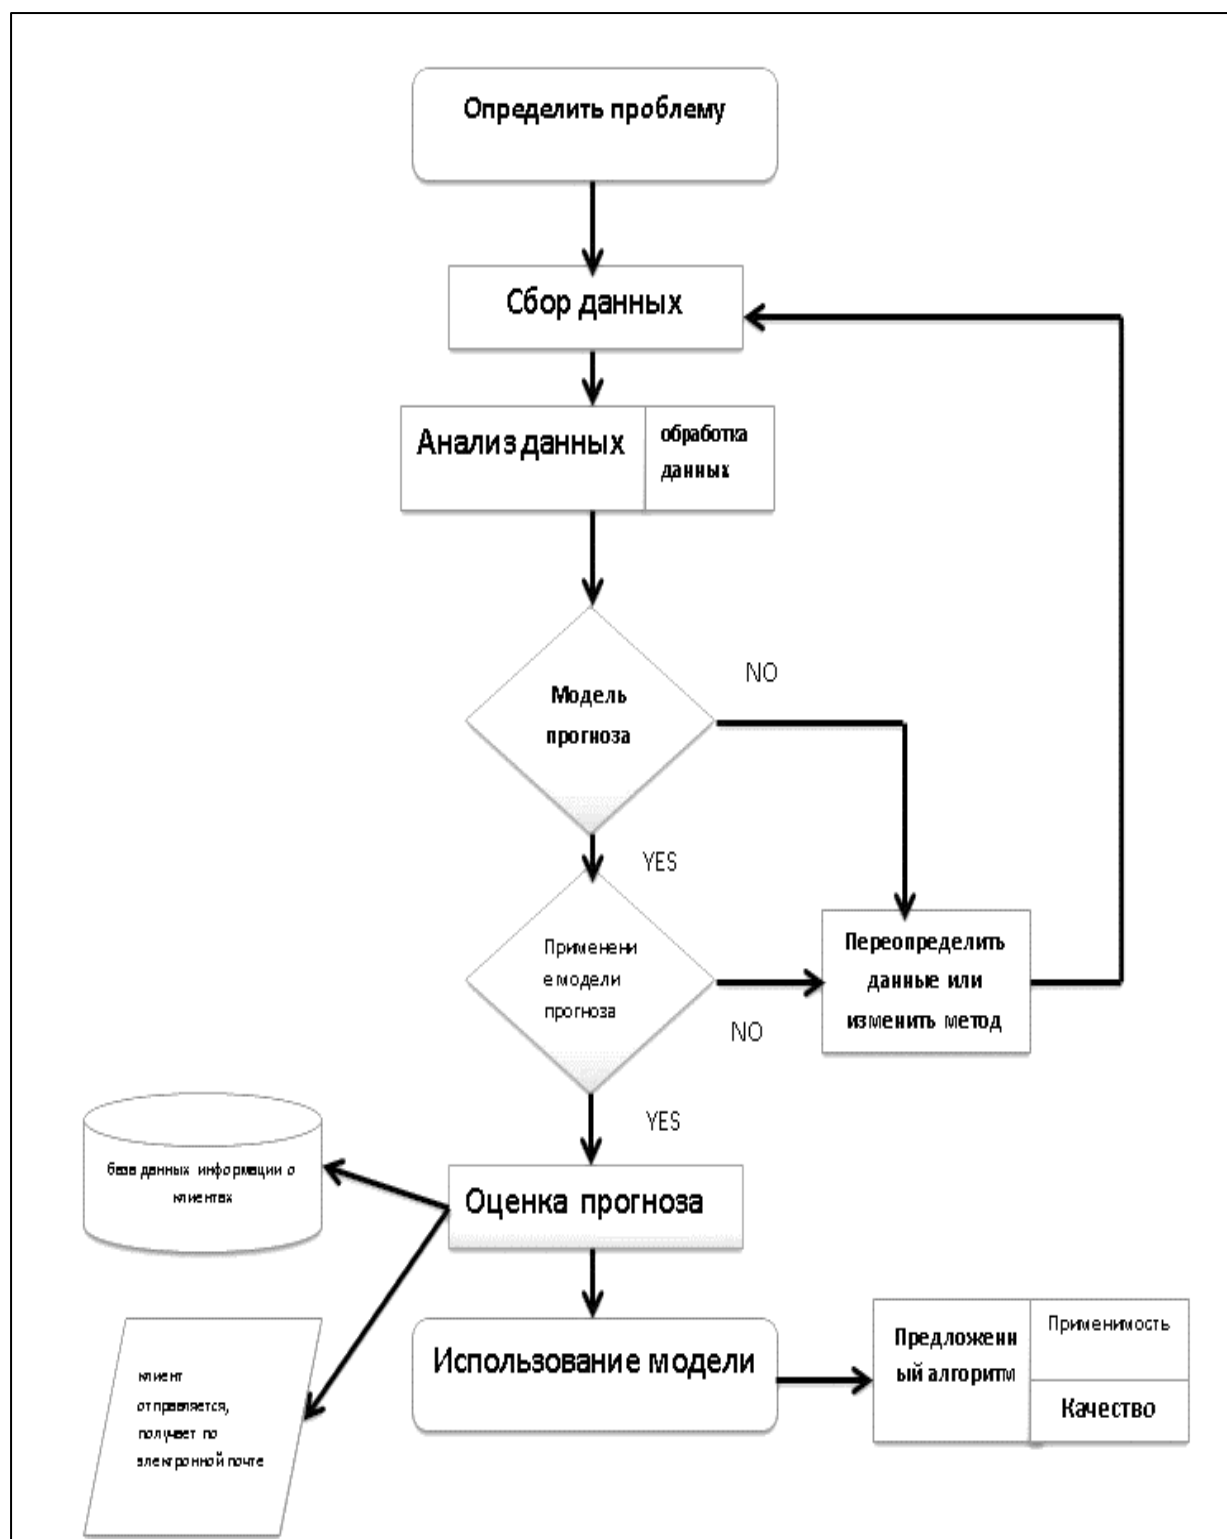 Определить проблему
Сбор данных
Анализ данных
обработка
данных
Модель
прогноза
NO
YES
Применени
е модели
прогноза
NO
Переопределить
данные или
изменить метод
YES
база данных информации о
клиентах
Оценка прогноза
Использование модели
Предложенн
ый алгоритм
Применимость
Качество
клиент
отправляется,
получает по
электронной почте